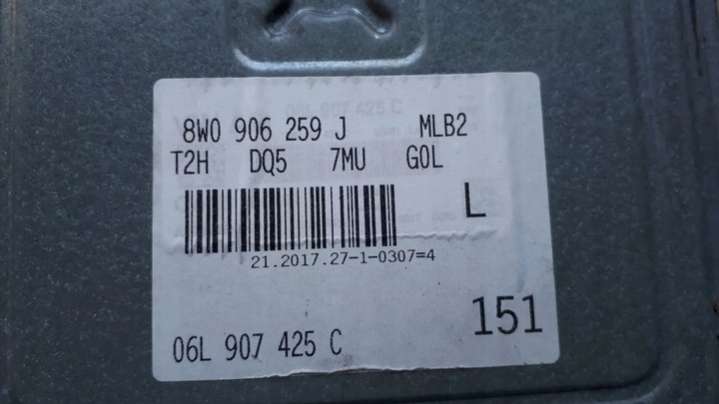 8W0 906 259 J MLB2
T2H DQ5 7MU G0L
L
21.2017.27-1-0307=4
151
06L 907 425 C